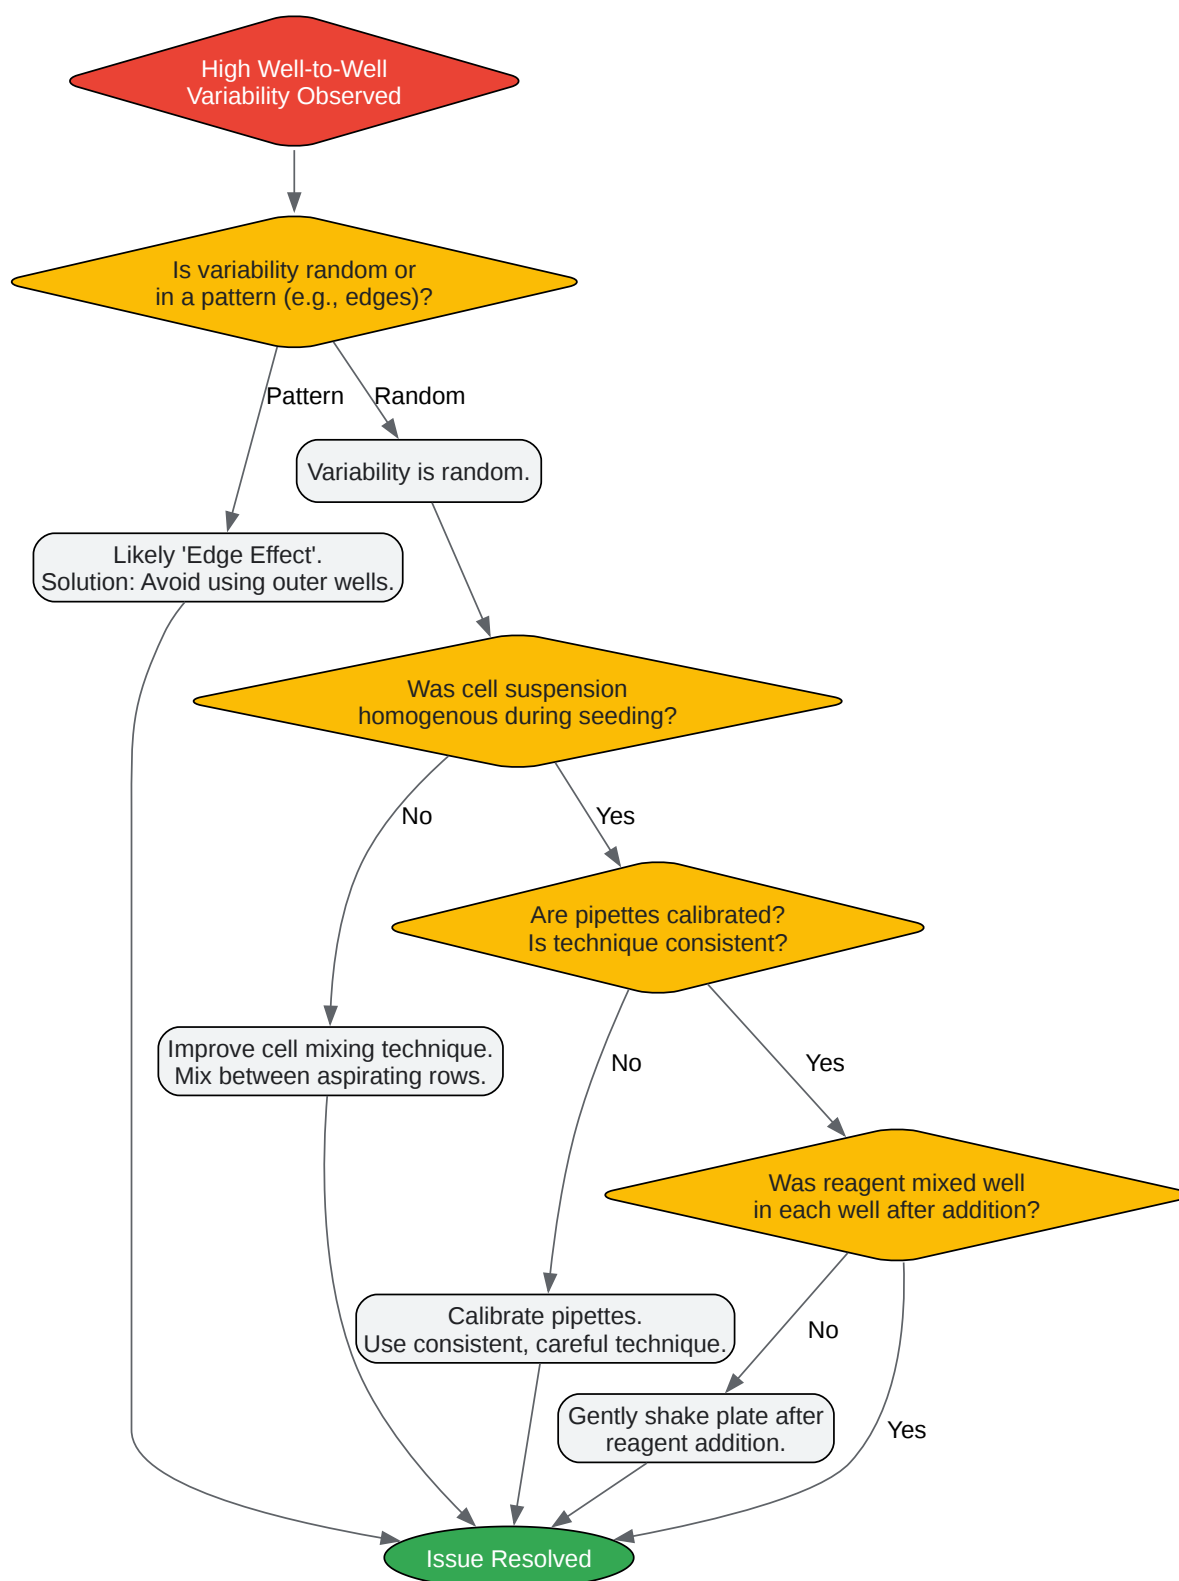 High Well-to-Well
Variability Observed
Is variability random or
in a pattern (e.g., edges)?
Pattern
Random
Variability is random.
Likely 'Edge Effect'.
Solution: Avoid using outer wells.
Was cell suspension
homogenous during seeding?
No
Yes
Are pipettes calibrated?
Is technique consistent?
Improve cell mixing technique.
Mix between aspirating rows.
No
Yes
Was reagent mixed well
in each well after addition?
Calibrate pipettes.
Use consistent, careful technique.
No
Gently shake plate after
reagent addition.
Yes
Issue Resolved